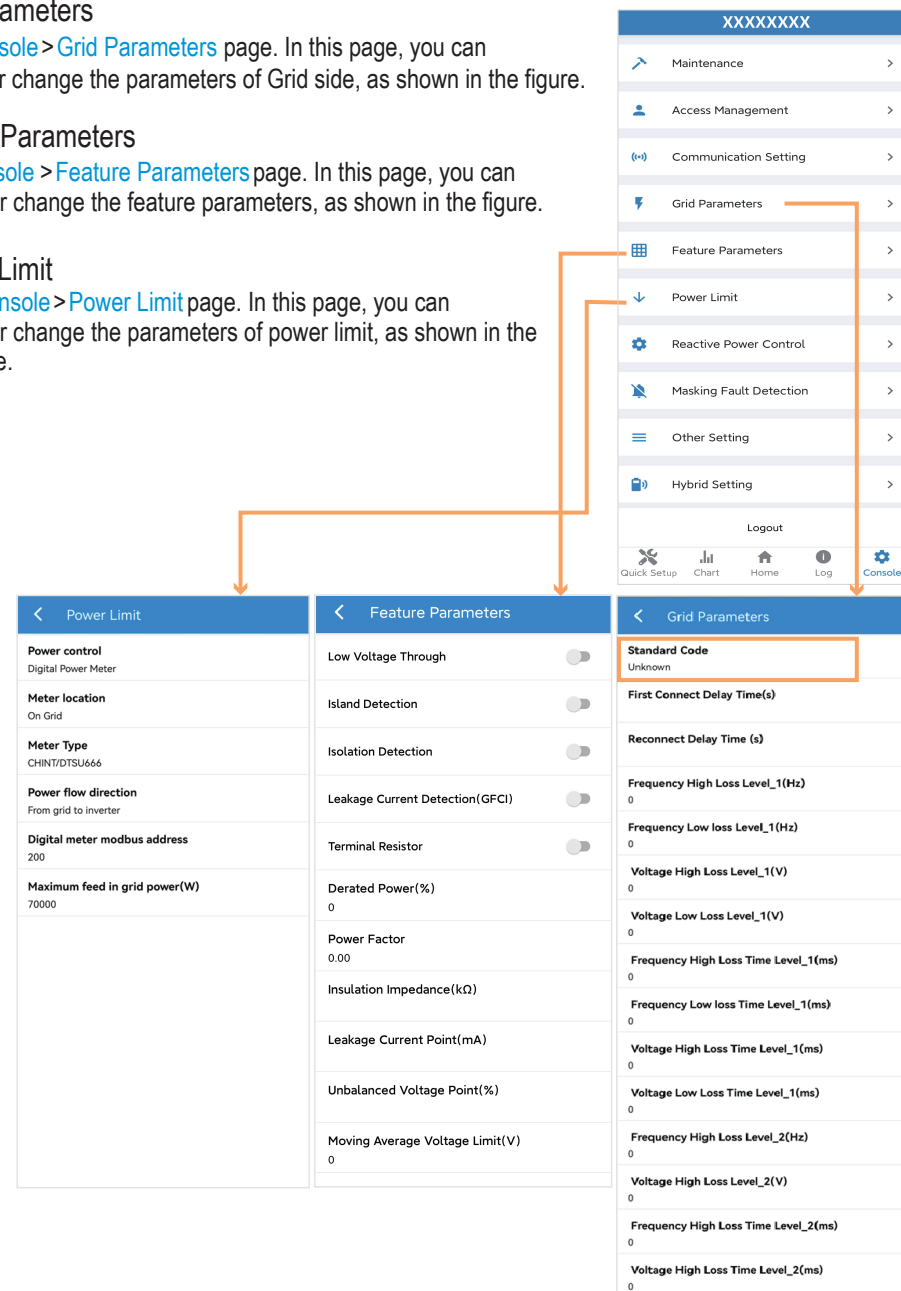 ameters
sole > Grid Parameters page. In this page, you can
r change the parameters of Grid side, as shown in the figure.
Parameters
sole > Feature Parameters page. In this page, you can
r change the feature parameters, as shown in the figure.
Limit
nsole > Power Limit page. In this page, you can
r change the parameters of power limit, as shown in the
e.
XXXXXXXX
Maintenance
Access Management
Communication Setting
Grid Parameters
Feature Parameters
Power Limit
Reactive Power Control
Masking Fault Detection
Other Setting
Hybrid Setting
Logout
Quick Setup Chart Home Log Console
Power Limit
Power control
Digital Power Meter
Meter location
On Grid
Meter Type
CHINT/DTSU666
Power flow direction
From grid to inverter
Digital meter modbus address
200
Maximum feed in grid power(W)
70000
Feature Parameters
Low Voltage Through
Island Detection
Isolation Detection
Leakage Current Detection(GFCI)
Terminal Resistor
Derated Power(%)
0
Power Factor
0.00
Insulation Impedance(kΩ)
Leakage Current Point(mA)
Unbalanced Voltage Point(%)
Moving Average Voltage Limit(V)
0
Grid Parameters
Standard Code
Unknown
First Connect Delay Time(s)
Reconnect Delay Time (s)
Frequency High Loss Level_1(Hz)
0
Frequency Low loss Level_1(Hz)
0
Voltage High Loss Level_1(V)
0
Voltage Low Loss Level_1(V)
0
Frequency High Loss Time Level_1(ms)
0
Frequency Low loss Time Level_1(ms)
0
Voltage High Loss Time Level_1(ms)
0
Voltage Low Loss Time Level_1(ms)
0
Frequency High Loss Level_2(Hz)
0
Voltage High Loss Level_2(V)
0
Frequency High Loss Time Level_2(ms)
0
Voltage High Loss Time Level_2(ms)
0